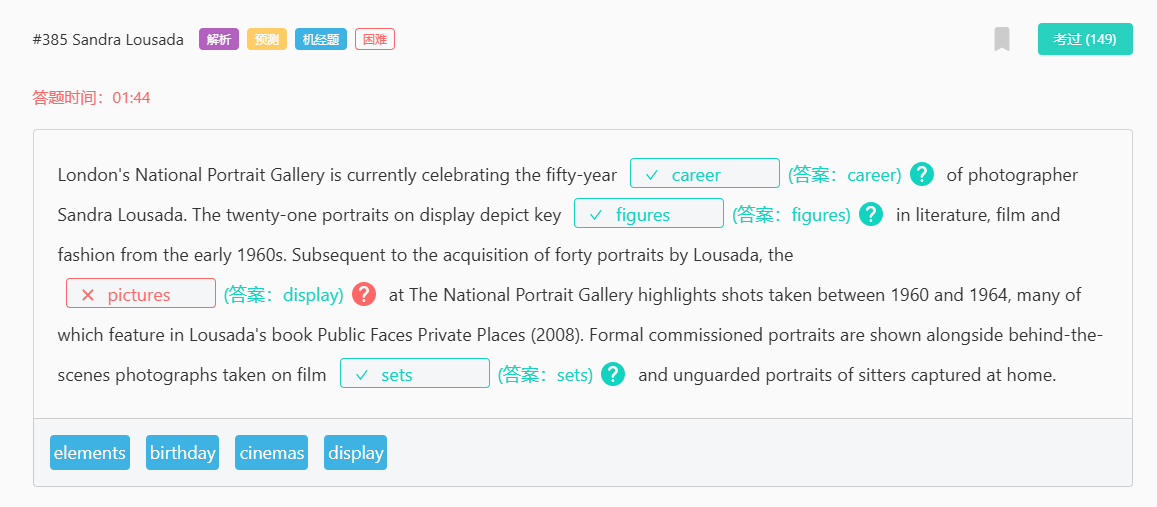 #385 Sandra Lousada 解析 预测 机经题 困难 考过 (149)
答题时间：01:44
London's National Portrait Gallery is currently celebrating the fifty-year ✓ career (答案：career) ? of photographer
Sandra Lousada. The twenty-one portraits on display depict key ✓ figures (答案：figures) ? in literature, film and
fashion from the early 1960s. Subsequent to the acquisition of forty portraits by Lousada, the
✕ pictures (答案：display) ? at The National Portrait Gallery highlights shots taken between 1960 and 1964, many of
which feature in Lousada's book Public Faces Private Places (2008). Formal commissioned portraits are shown alongside behind-the-
scenes photographs taken on film ✓ sets (答案：sets) ? and unguarded portraits of sitters captured at home.
elements birthday cinemas display